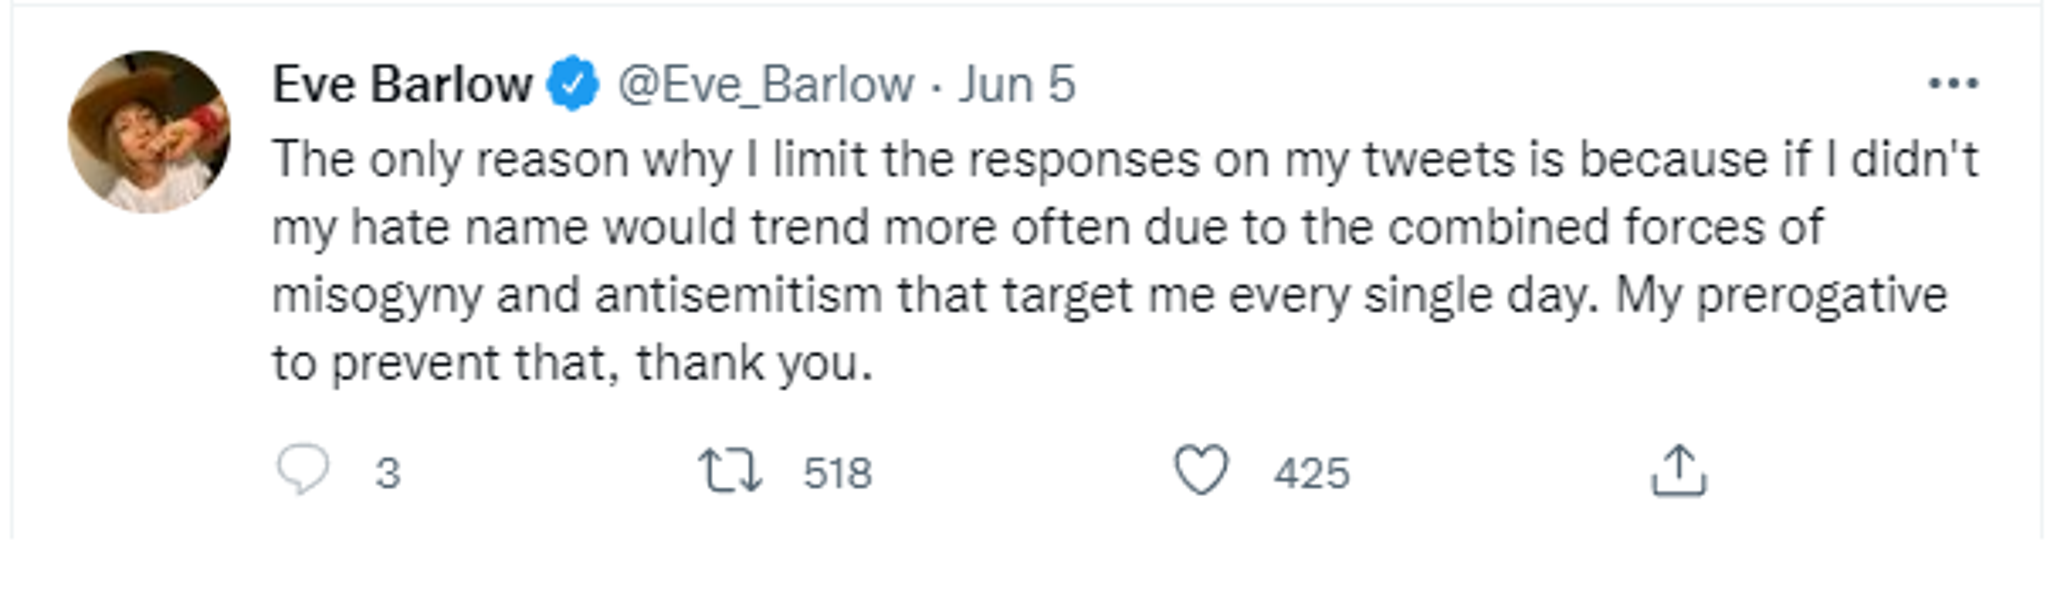 Eve Barlow @Eve_Barlow · Jun 5
The only reason why I limit the responses on my tweets is because if I didn't
my hate name would trend more often due to the combined forces of
misogyny and antisemitism that target me every single day. My prerogative
to prevent that, thank you.
3 518 425